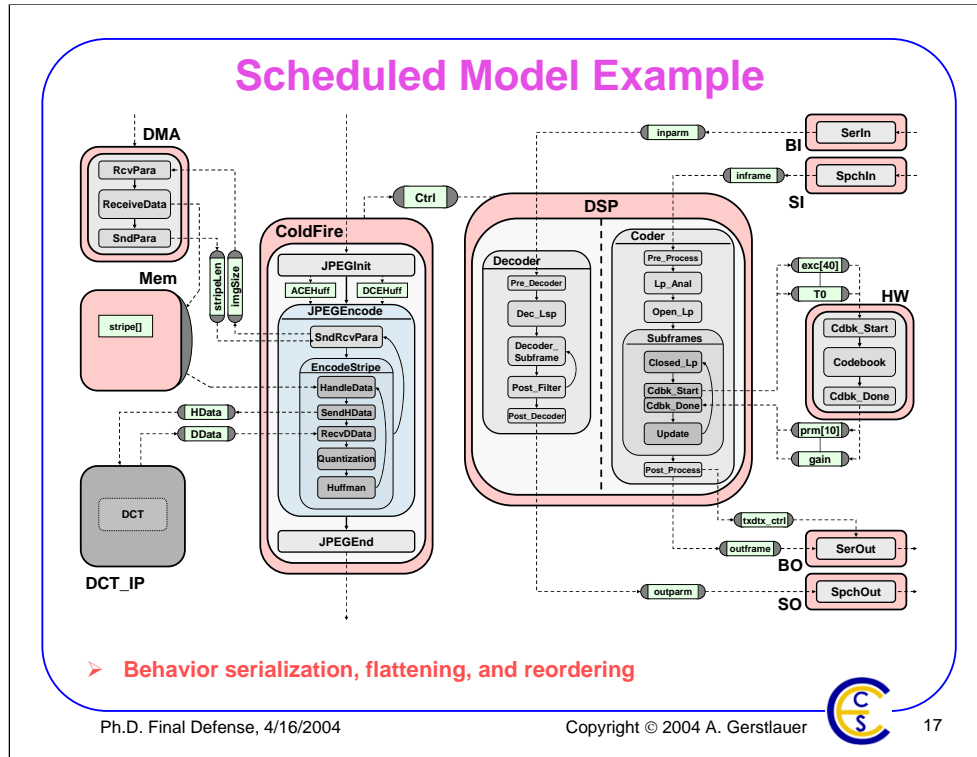 Scheduled Model Example
DMA
RcvPara
ReceiveData
SndPara
Mem
stripe[]
stripeLen
imgSize
HData
DData
DCT
DCT_IP
ColdFire
JPEGInit
ACEHuff
DCEHuff
JPEGEncode
SndRcvPara
EncodeStripe
HandleData
SendHData
RecvDData
Quantization
Huffman
JPEGEnd
Ctrl
DSP
Decoder
Pre_Decoder
Dec_Lsp
Decoder_
Subframe
Post_Filter
Post_Decoder
Coder
Pre_Process
Lp_Anal
Open_Lp
Subframes
Closed_Lp
Cdbk_Start
Cdbk_Done
Update
Post_Process
inparm
BI
SerIn
inframe
SI
SpchIn
exc[40]
T0
HW
Cdbk_Start
Codebook
Cdbk_Done
prm[10]
gain
txdtx_ctrl
outframe
BO
SerOut
outparm
SO
SpchOut
➢ Behavior serialization, flattening, and reordering
Ph.D. Final Defense, 4/16/2004
Copyright © 2004 A. Gerstlauer
C
E
S
17